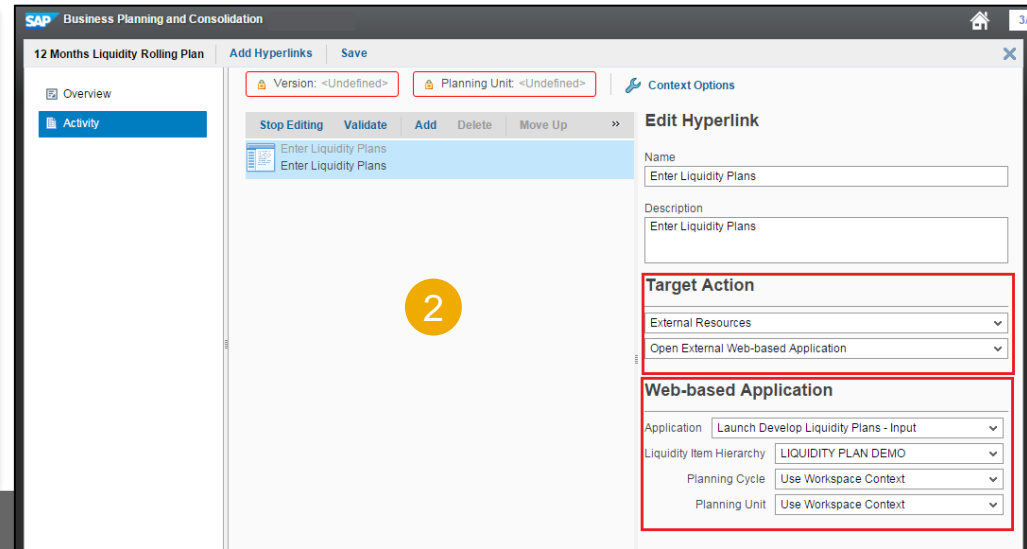 SAP Business Planning and Consolidation
12 Months Liquidity Rolling Plan Add Hyperlinks Save
Overview
Activity
Version: <Undefined> Planning Unit: <Undefined> Context Options
Stop Editing Validate Add Delete Move Up »
Enter Liquidity Plans
Enter Liquidity Plans
2
Edit Hyperlink
Name
Enter Liquidity Plans
Description
Enter Liquidity Plans
Target Action
External Resources
Open External Web-based Application
Web-based Application
Application Launch Develop Liquidity Plans - Input
Liquidity Item Hierarchy LIQUIDITY PLAN DEMO
Planning Cycle Use Workspace Context
Planning Unit Use Workspace Context